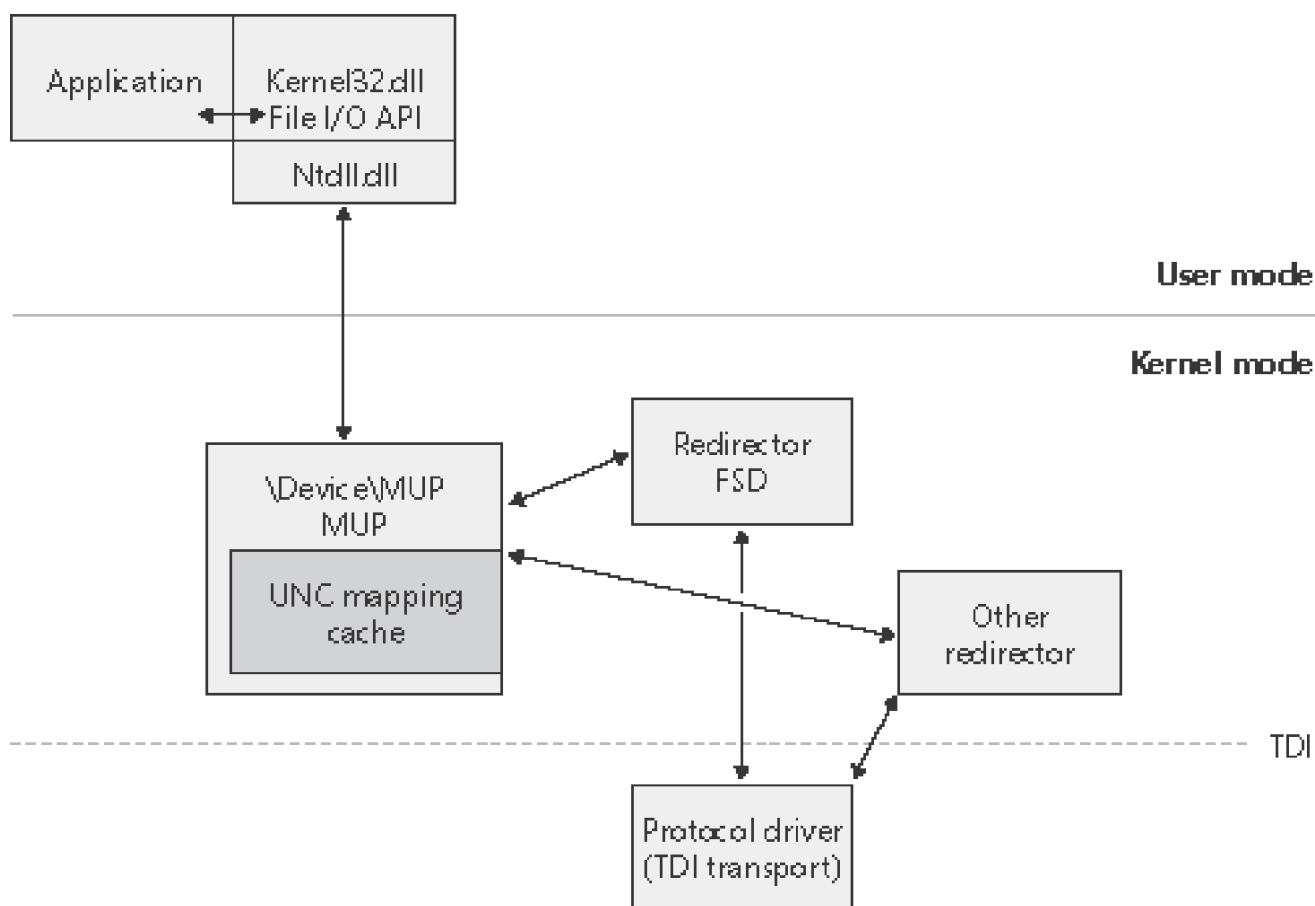 Application
Kernel32.dll
File I/O API
Ntdll.dll
User mode
Kernel mode
Redirector
FSD
\Device\MUP
MUP
UNC mapping
cache
Other
redirector
TDI
Protocol driver
(TDI transport)